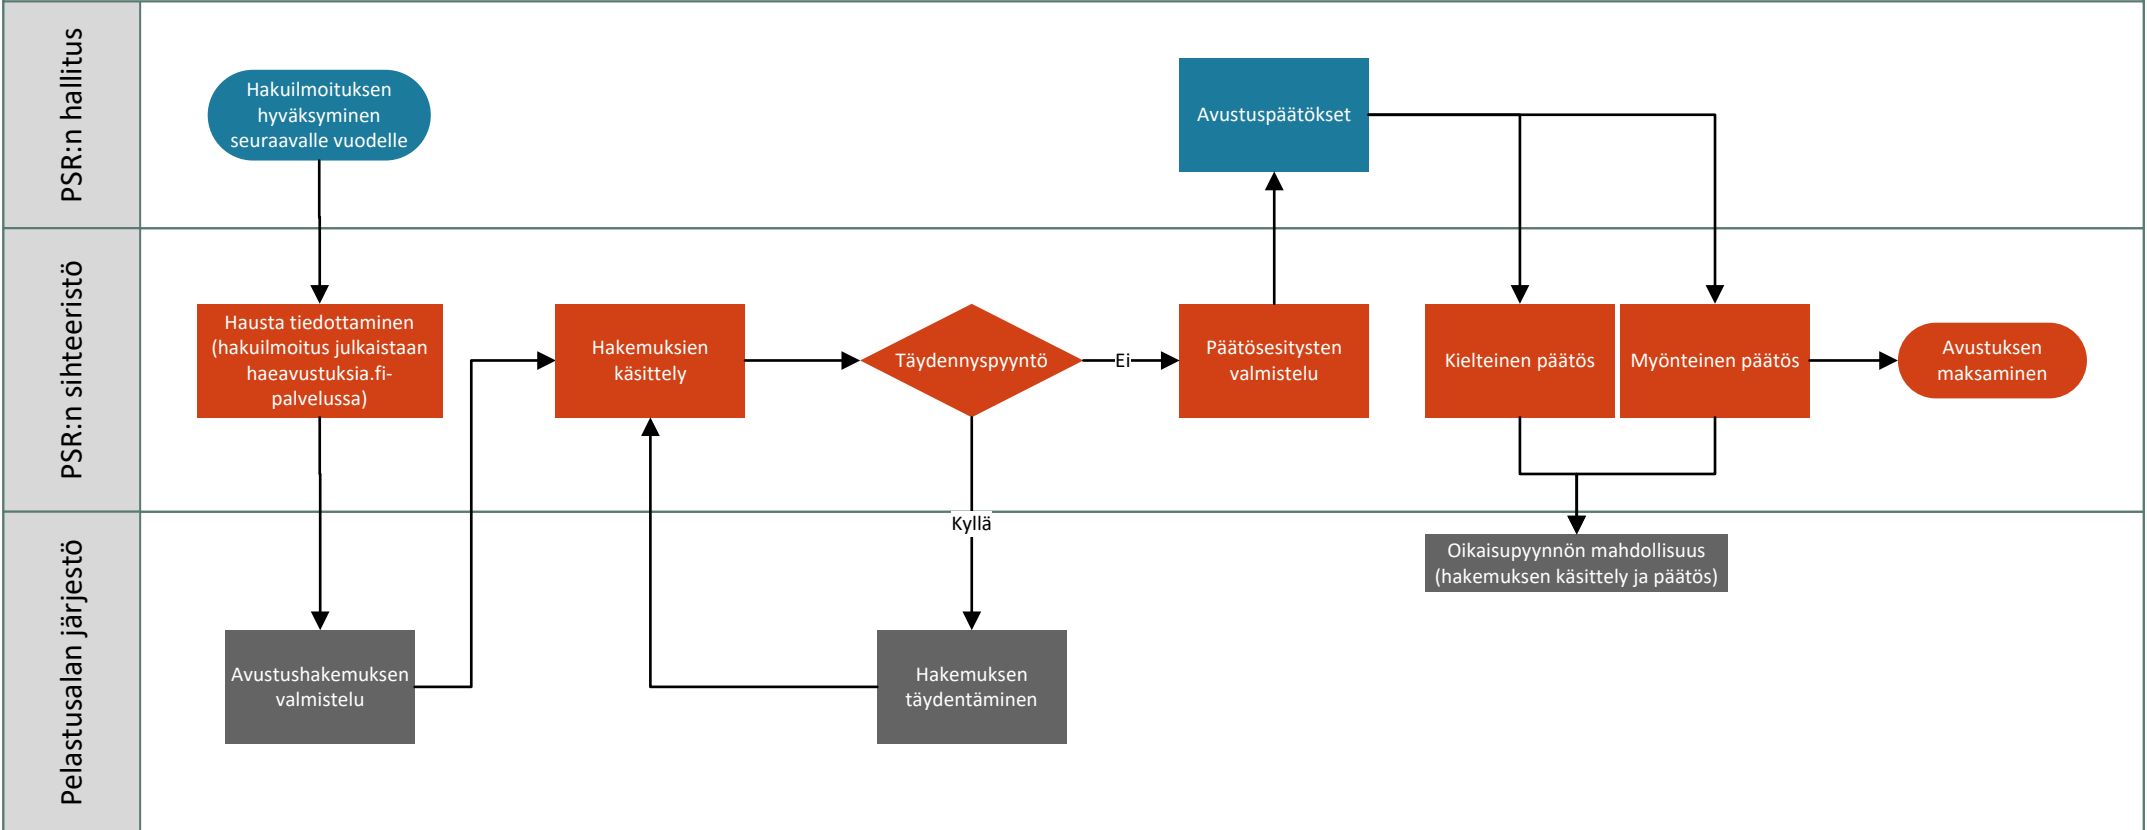 PSR:n hallitus
Hakuilmoituksen
hyväksyminen
seuraavalle vuodelle
Avustuspäätökset
PSR:n sihteeristö
Hausta tiedottaminen
(hakuilmoitus julkaistaan
haeavustuksia.fi-
palvelussa)
Hakemuksien
käsittely
Täydennyspyyntö
Ei
Päätösesitysten
valmistelu
Kielteinen päätös
Myönteinen päätös
Avustuksen
maksaminen
Kyllä
Pelastusalan järjestö
Avustushakemuksen
valmistelu
Hakemuksen
täydentäminen
Oikaisupyynnön mahdollisuus
(hakemuksen käsittely ja päätös)